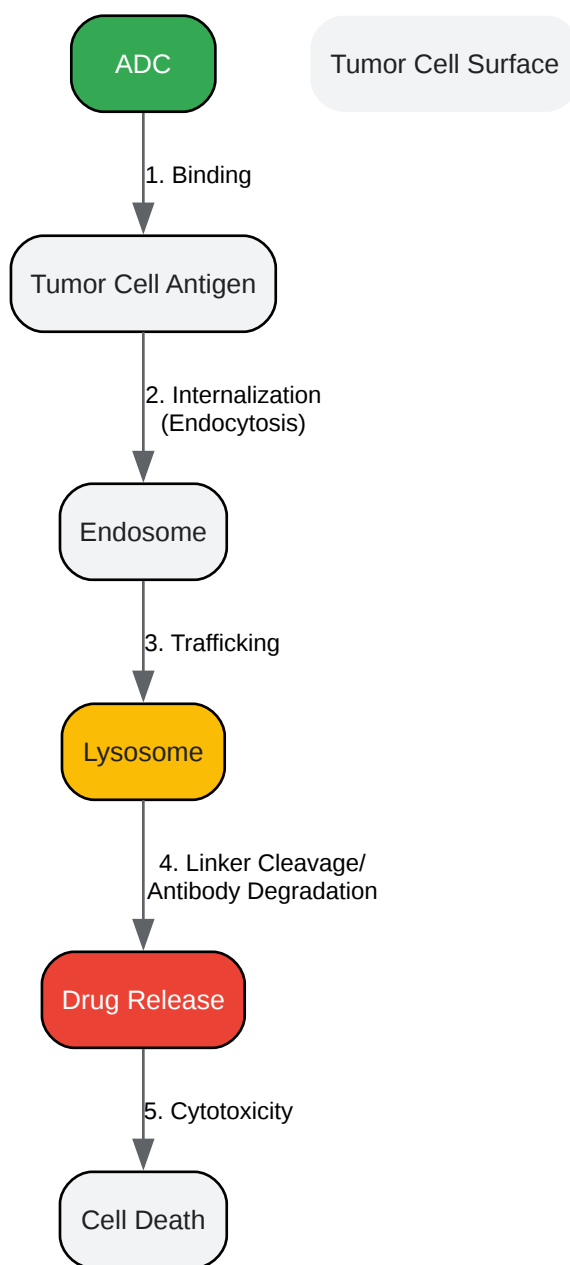 ADC
Tumor Cell Surface
1. Binding
Tumor Cell Antigen
2. Internalization
(Endocytosis)
Endosome
3. Trafficking
Lysosome
4. Linker Cleavage/
Antibody Degradation
Drug Release
5. Cytotoxicity
Cell Death